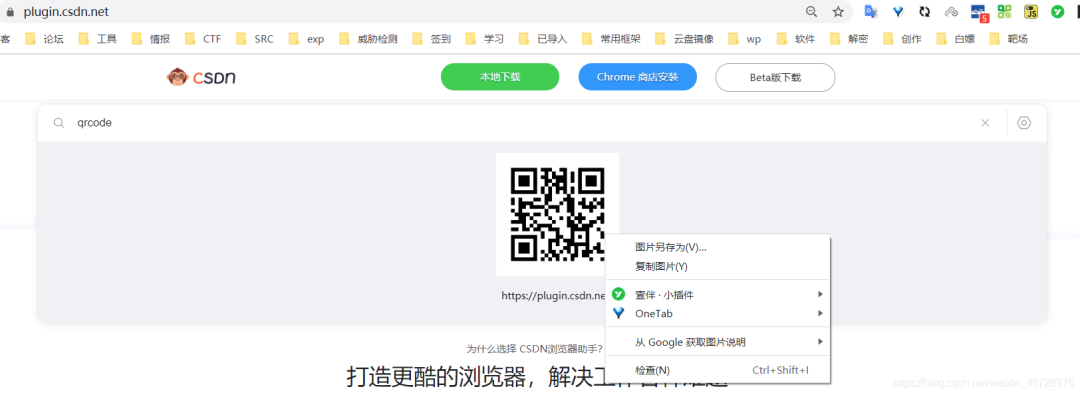 plugin.csdn.net
5
JS
客 论坛 工具 情报 CTF SRC exp 威胁检测 签到 学习 已导入 常用框架 云盘镜像 wp 软件 解密 创作 白嫖 靶场
CSDN 本地下载 Chrome 商店安装 Beta版下载
qrcode
图片另存为(V)...
复制图片(Y)
https://plugin.csdn.ne
壹伴 · 小插件
OneTab
从 Google 获取图片说明
为什么选择 CSDN浏览器助手?
检查(N) Ctrl+Shift+I
打造更酷的浏览器，解决
https://blog.csdn.net/weixin_45728976